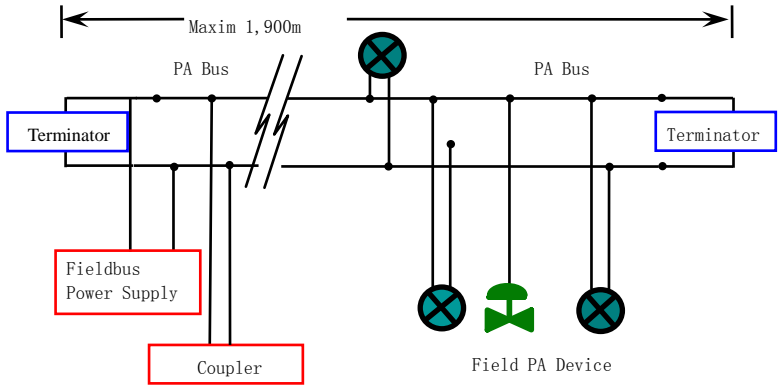 Maxim 1,900m
PA Bus
PA Bus
Terminator
Terminator
Fieldbus
Power Supply
Coupler
Field PA Device